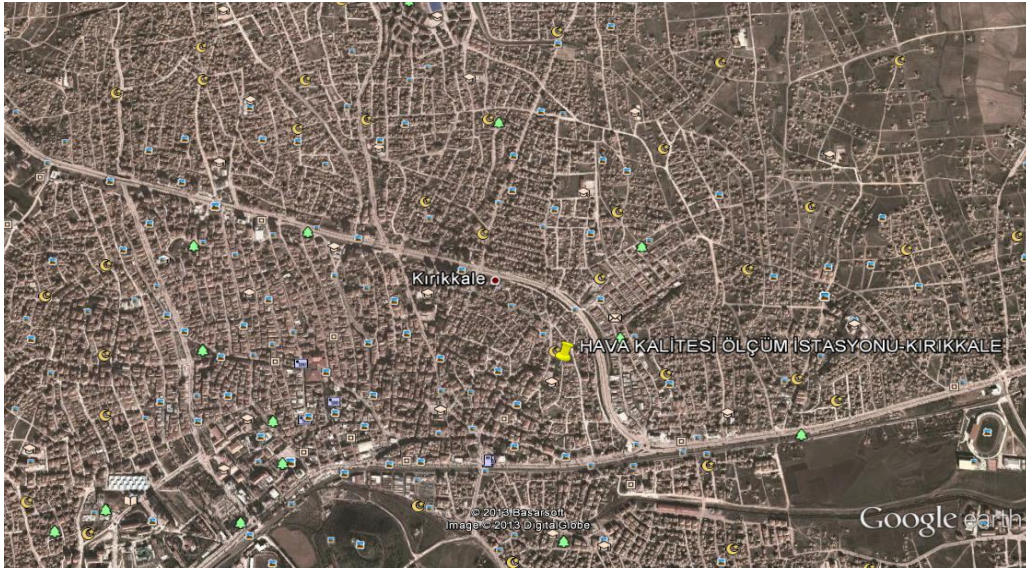 Kırıkkale
HAVA KALİTESİ ÖLÇÜM İSTASYONU-KIRIKKALE
© 2013 Basarsoft
Image © 2013 DigitalGlobe
Google earth